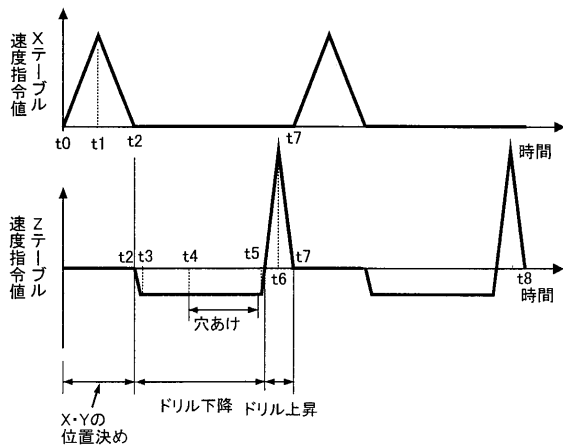 Xテーブル
速度指令値
t0
t1
t2
t7
時間
Zテーブル
速度指令値
t2
t3
t4
t5
t6
t7
t8
時間
穴あけ
ドリル下降
ドリル上昇
X・Yの
位置決め